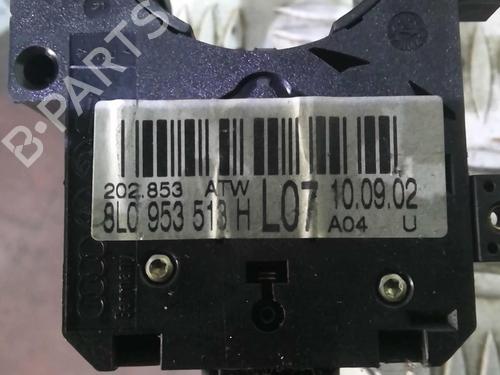 B-PARTS
202.853 ATW
8L0 953 513 H L07 10.09.02
A04 U